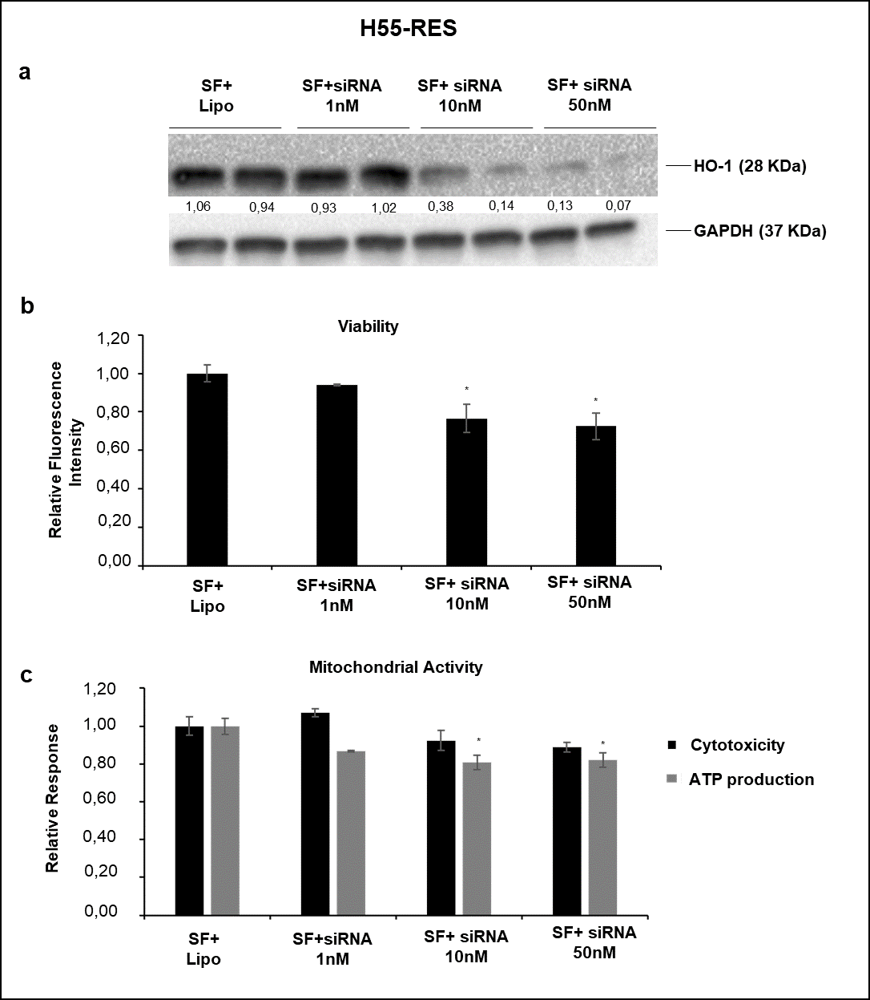 H55-RES
a
SF+ SF+siRNA SF+ siRNA SF+ siRNA
Lipo 1nM 10nM 50nM
HO-1 (28 KDa)
1,06 0,94 0,93 1,02 0,38 0,14 0,13 0,07
GAPDH (37 KDa)
b
Viability
Relative Fluorescence
Intensity
1,20
1,00
0,80
0,60
0,40
0,20
0,00
* *
SF+ SF+siRNA SF+ siRNA SF+ siRNA
Lipo 1nM 10nM 50nM
c
Mitochondrial Activity
Relative Response
1,20
1,00
0,80
0,60
0,40
0,20
0,00
* *
Cytotoxicity
ATP production
SF+ SF+siRNA SF+ siRNA SF+ siRNA
Lipo 1nM 10nM 50nM